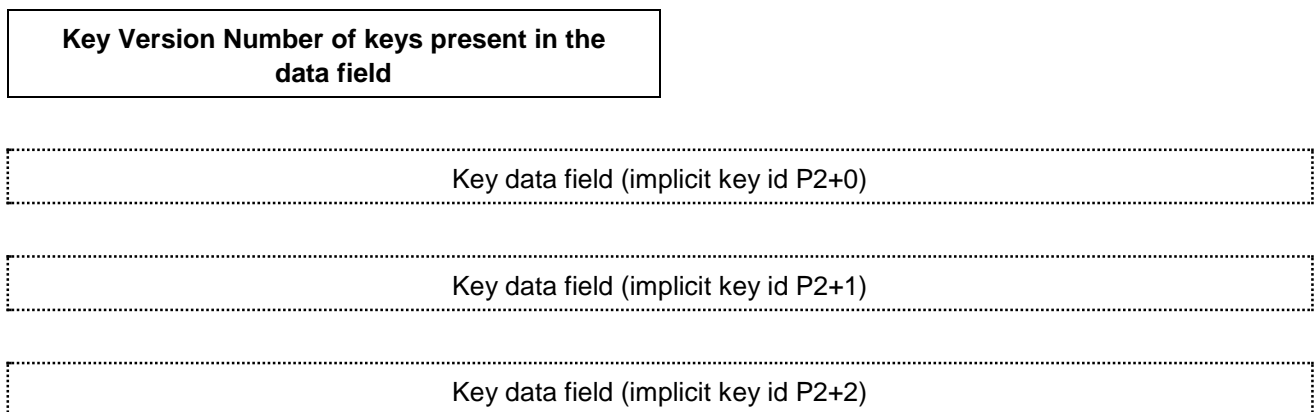 Key Version Number of keys present in the
data field
Key data field (implicit key id P2+0)
Key data field (implicit key id P2+1)
Key data field (implicit key id P2+2)